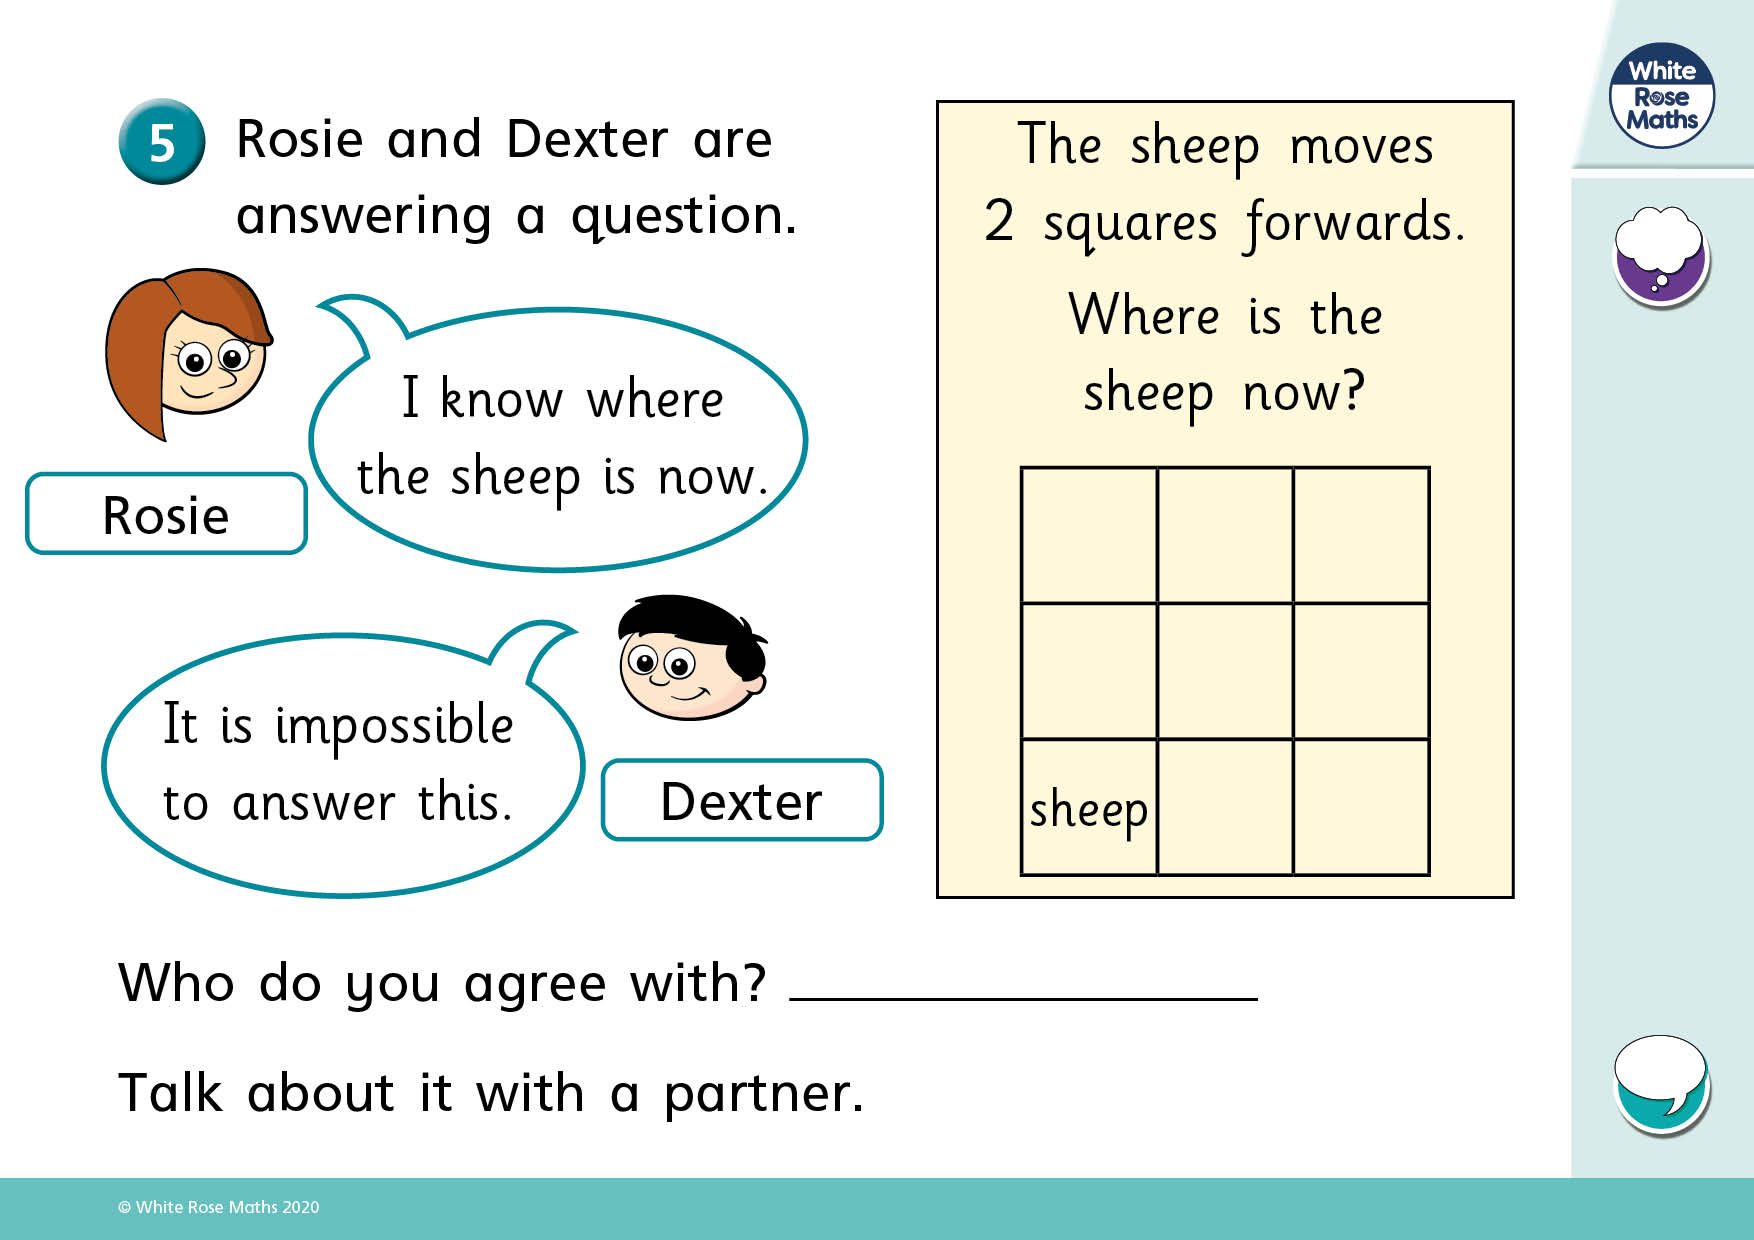 5 Rosie and Dexter are
answering a question.
I know where
the sheep is now.
Rosie
It is impossible
to answer this.
Dexter
The sheep moves
2 squares forwards.
Where is the
sheep now?
sheep
Who do you agree with?
Talk about it with a partner.
White
Rose
Maths
© White Rose Maths 2020